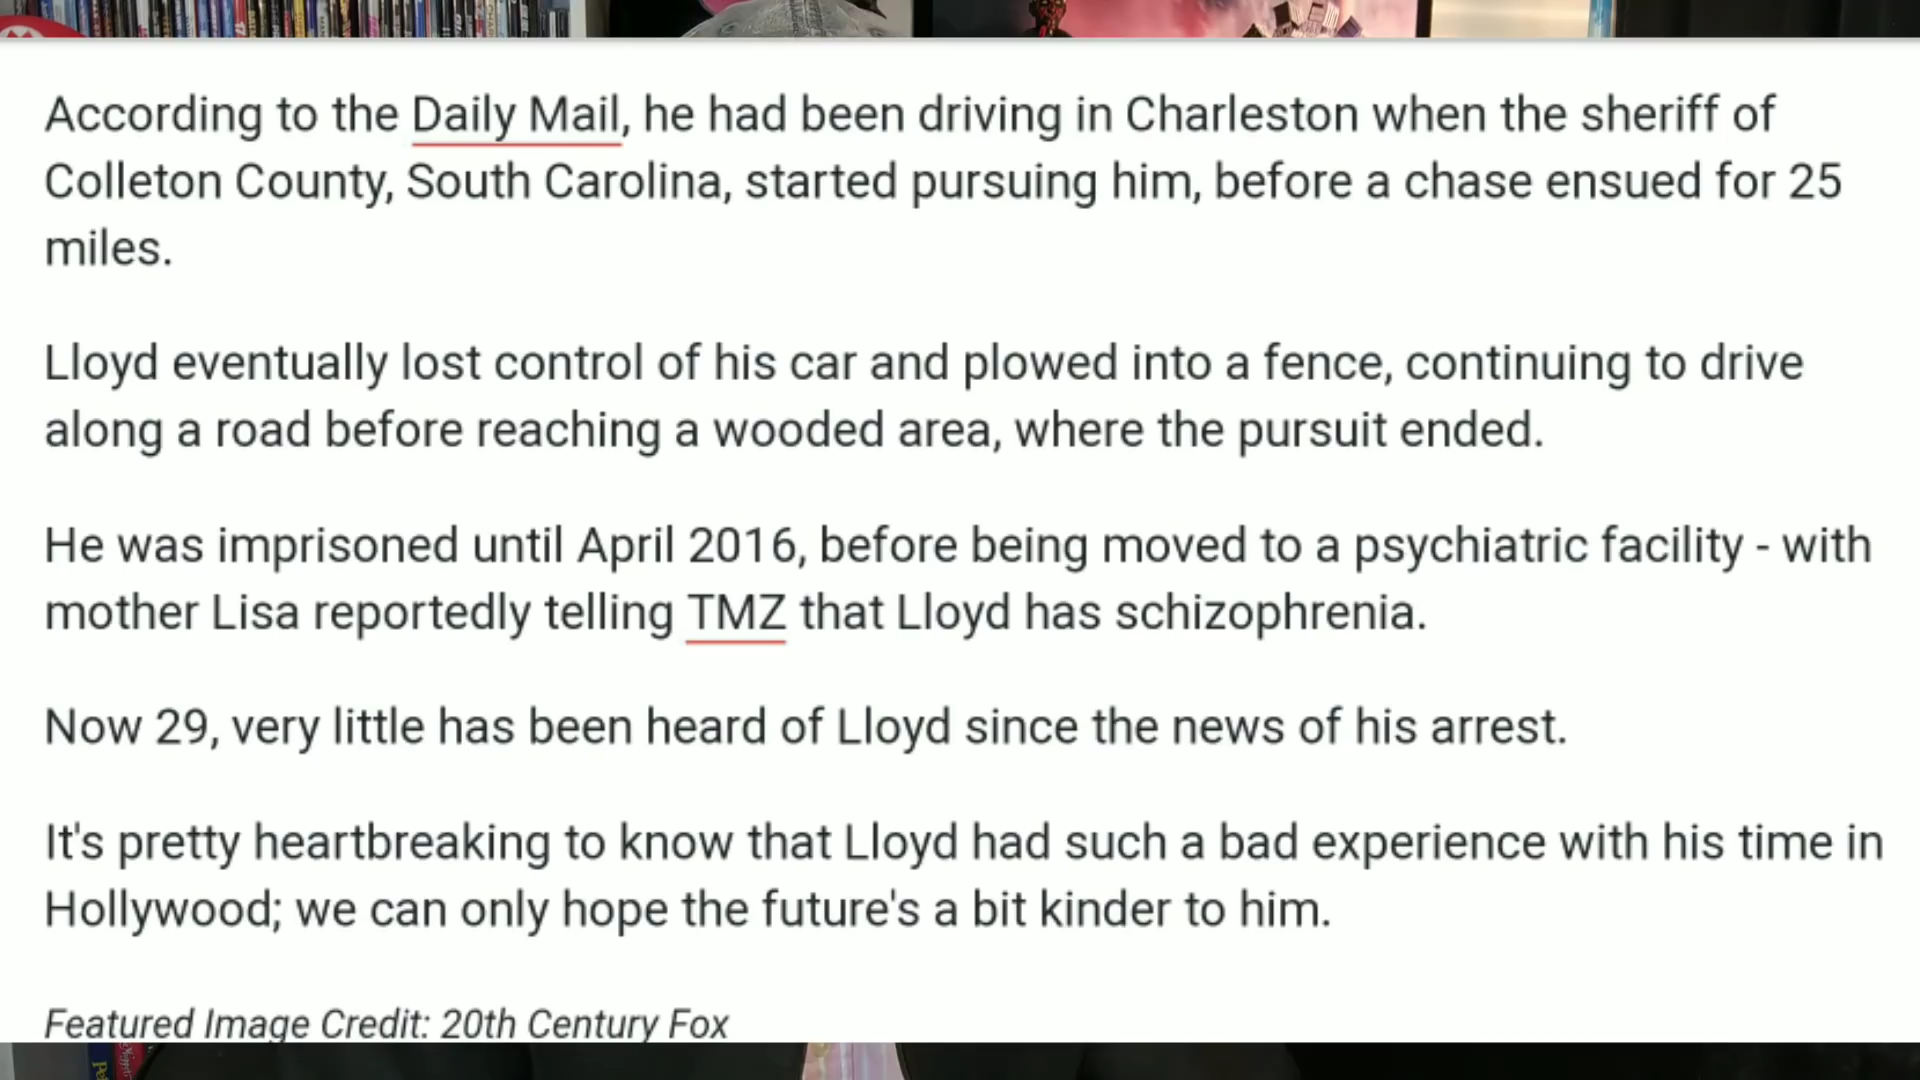 According to the Daily Mail, he had been driving in Charleston when the sheriff of
Colleton County, South Carolina, started pursuing him, before a chase ensued for 25
miles.
Lloyd eventually lost control of his car and plowed into a fence, continuing to drive
along a road before reaching a wooded area, where the pursuit ended.
He was imprisoned until April 2016, before being moved to a psychiatric facility - with
mother Lisa reportedly telling TMZ that Lloyd has schizophrenia.
Now 29, very little has been heard of Lloyd since the news of his arrest.
It's pretty heartbreaking to know that Lloyd had such a bad experience with his time in
Hollywood; we can only hope the future's a bit kinder to him.
Featured Image Credit: 20th Century Fox